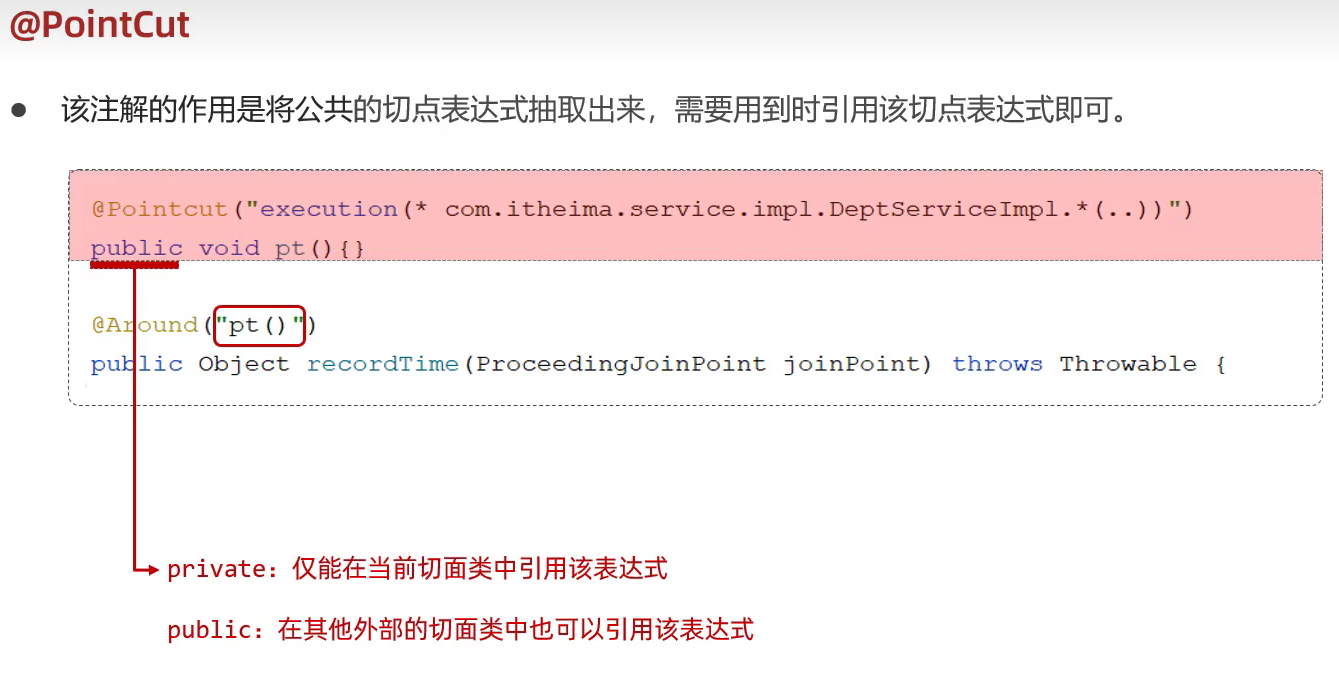 @PointCut
该注解的作用是将公共的切点表达式抽取出来，需要用到时引用该切点表达式即可。
@Pointcut("execution(* com.itheima.service.impl.DeptServiceImpl.*(..))")
public void pt(){}
@Around("pt()")
public Object recordTime(ProceedingJoinPoint joinPoint) throws Throwable {
private：仅能在当前切面类中引用该表达式
public：在其他外部的切面类中也可以引用该表达式